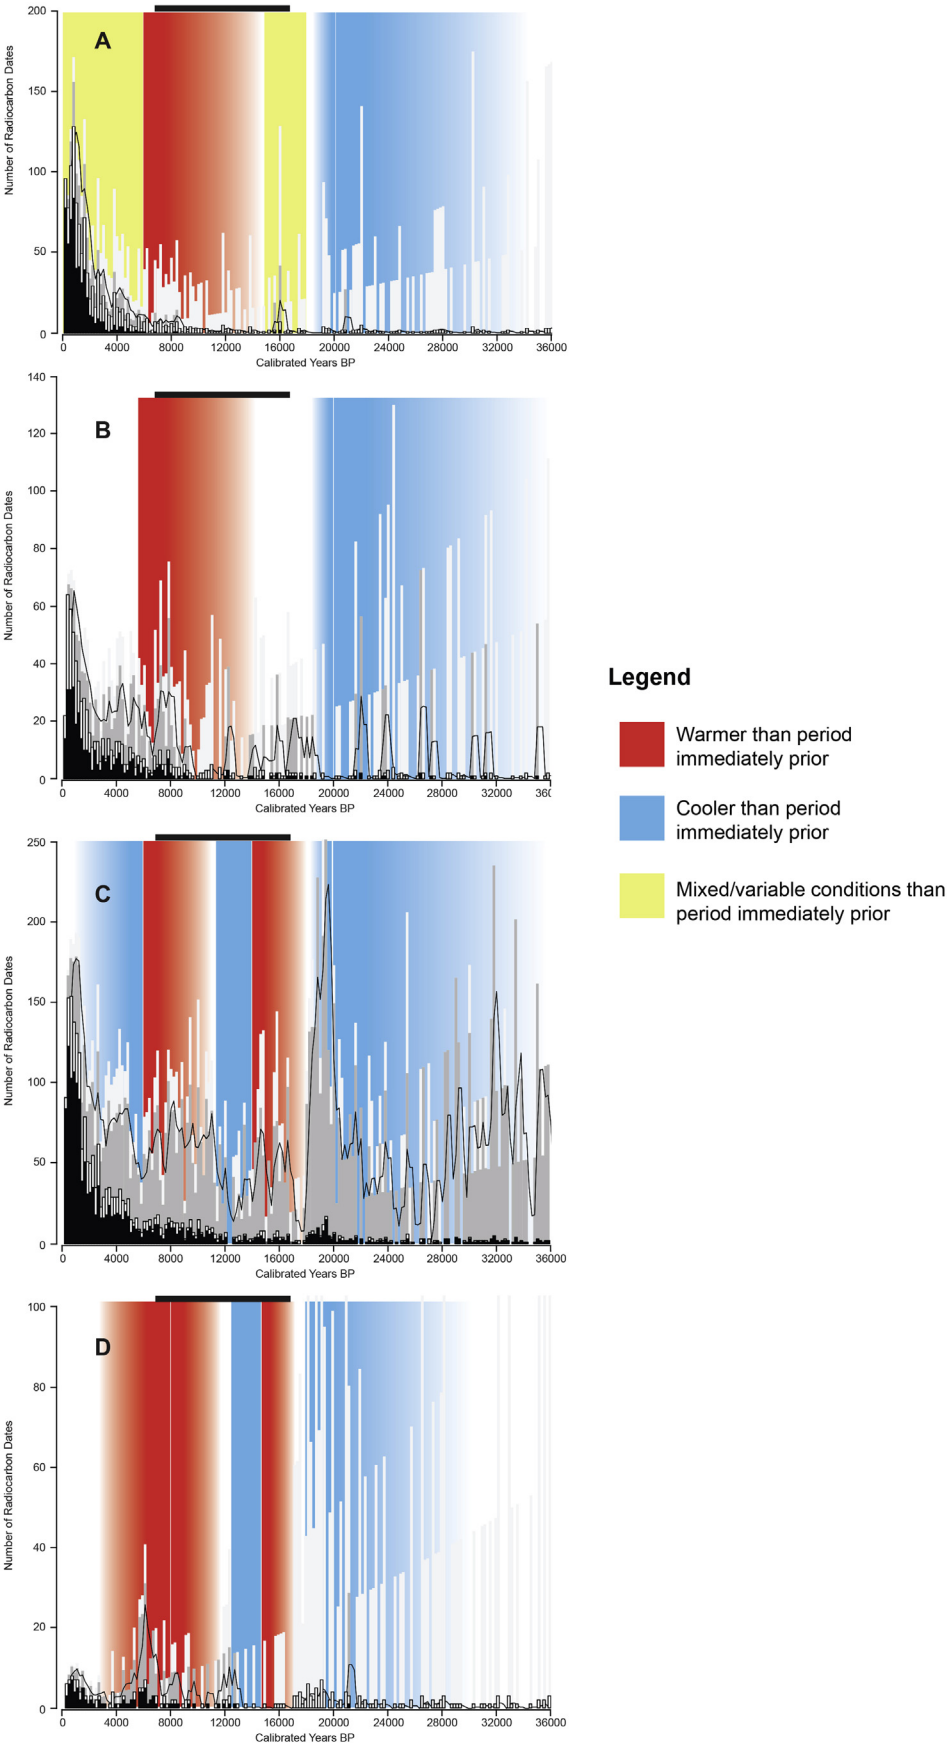 200
A
150
100
50
0
Number of Radiocarbon Dates
0 4000 8000 12000 16000 20000 24000 28000 32000 36000
Calibrated Years BP
140
B
120
100
80
60
40
20
0
Number of Radiocarbon Dates
0 4000 8000 12000 16000 20000 24000 28000 32000 360
Calibrated Years BP
Legend
Warmer than period
immediately prior
Cooler than period
immediately prior
Mixed/variable conditions than
period immediately prior
250
C
200
150
100
50
0
Number of Radiocarbon Dates
0 4000 8000 12000 16000 20000 24000 28000 32000 36000
Calibrated Years BP
100
D
80
60
40
20
0
Number of Radiocarbon Dates
0 4000 8000 12000 16000 20000 24000 28000 32000 36000
Calibrated Years BP